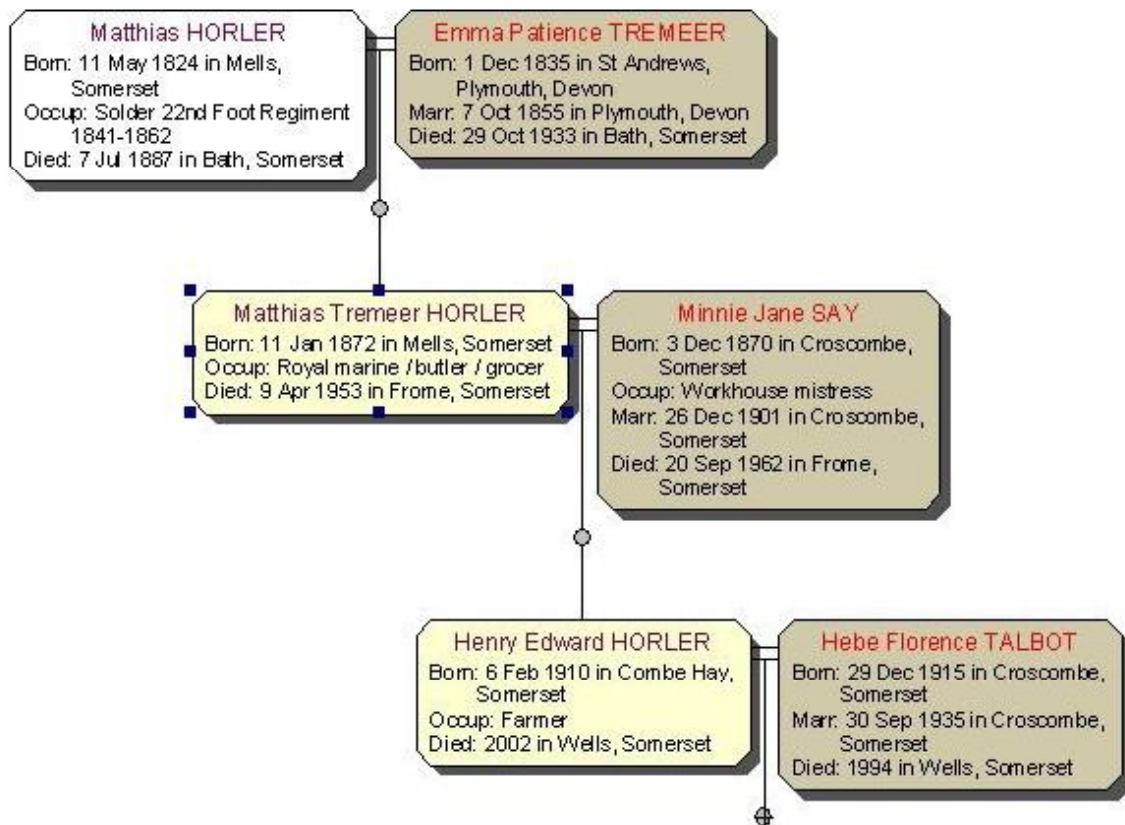 Matthias HORLER
Born: 11 May 1824 in Mells,
Somerset
Occup: Solder 22nd Foot Regiment
1841-1862
Died: 7 Jul 1887 in Bath, Somerset
Emma Patience TREMEER
Born: 1 Dec 1835 in St Andrews,
Plymouth, Devon
Marr: 7 Oct 1855 in Plymouth, Devon
Died: 29 Oct 1933 in Bath, Somerset
Matthias Tremeer HORLER
Born: 11 Jan 1872 in Mells, Somerset
Occup: Royal marine / butler / grocer
Died: 9 Apr 1953 in Frome, Somerset
Minnie Jane SAY
Born: 3 Dec 1870 in Croscombe,
Somerset
Occup: Workhouse mistress
Marr: 26 Dec 1901 in Croscombe,
Somerset
Died: 20 Sep 1962 in Frome,
Somerset
Henry Edward HORLER
Born: 6 Feb 1910 in Combe Hay,
Somerset
Occup: Farmer
Died: 2002 in Wells, Somerset
Hebe Florence TALBOT
Born: 29 Dec 1915 in Croscombe,
Somerset
Marr: 30 Sep 1935 in Croscombe,
Somerset
Died: 1994 in Wells, Somerset